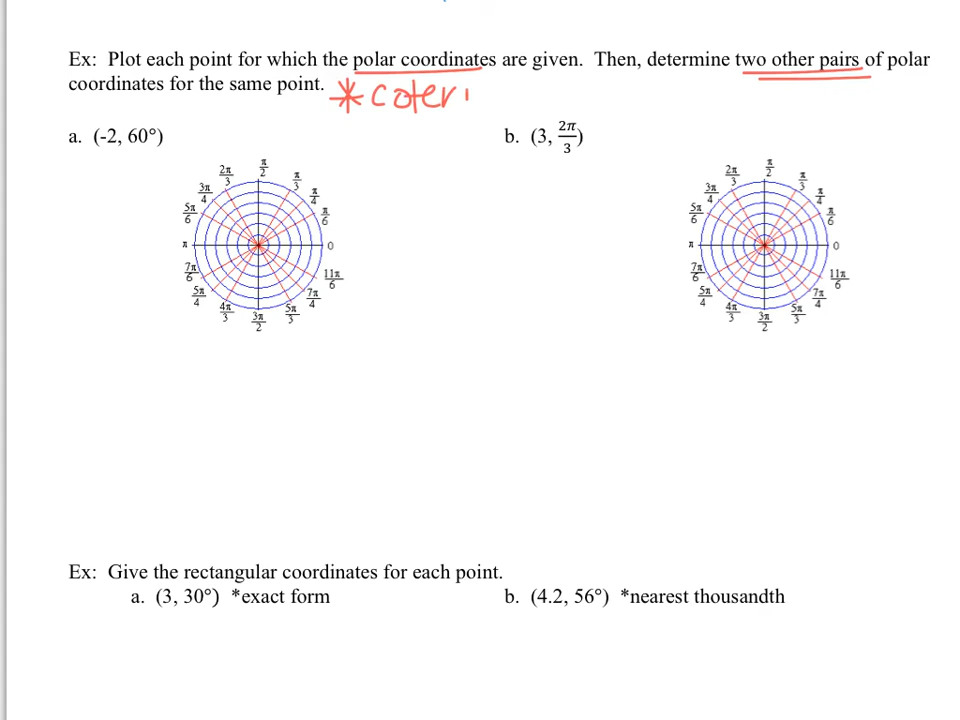 Ex: Plot each point for which the polar coordinates are given. Then, determine two other pairs of polar
coordinates for the same point. *coteri
a. (-2, 60°) b. (3, 2π/3)
2π/3 π/2 π/3 2π/3 π/2 π/3
3π/4 π/4 3π/4 π/4
5π/6 π/6 5π/6 π/6
π 0 π 0
7π/6 11π/6 7π/6 11π/6
5π/4 7π/4 5π/4 7π/4
4π/3 3π/2 5π/3 4π/3 3π/2 5π/3
Ex: Give the rectangular coordinates for each point.
a. (3, 30°) *exact form b. (4.2, 56°) *nearest thousandth